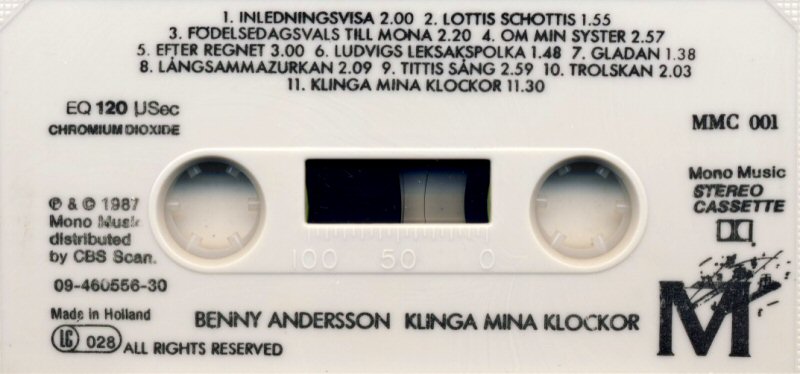 1. INLEDNINGSVISA 2.00 2. LOTTIS SCHOTTIS 1.55
3. FÖDELSEDAGSVALS TILL MONA 2.20 4. OM MIN SYSTER 2.57
5. EFTER REGNET 3.00 6. LUDVIGS LEKSAKSPOLKA 1.48 7. GLADAN 1.38
8. LÅNGSAMMAZURKAN 2.09 9. TITTIS SÅNG 2.59 10. TROLSKAN 2.03
11. KLINGA MINA KLOCKOR 11.30
EQ 120 μSec
CHROMIUM DIOXIDE
MMC 001
℗ & © 1987
Mono Music
distributed
by CBS Scan.
09-460556-30
Mono Music
STEREO
CASSETTE
100 50 0
Made in Holland
LC 028
ALL RIGHTS RESERVED
BENNY ANDERSSON KLINGA MINA KLOCKOR
M